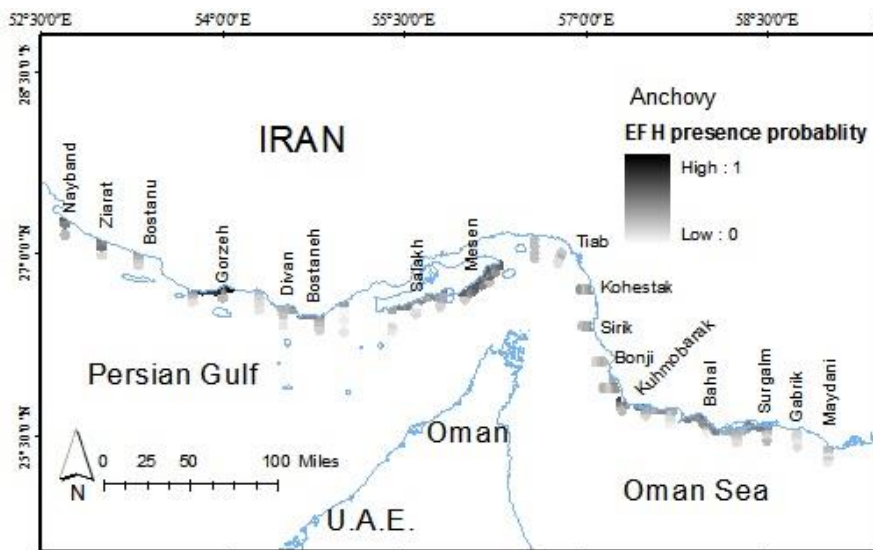 52°30'0"E 54°0'0"E 55°30'0"E 57°0'0"E 58°30'0"E
28°30'0"N
27°0'0"N
25°30'0"N
Anchovy
EFH presence probablity
High : 1
Low : 0
IRAN
Nayband
Ziarat
Bostanu
Gorzeh
Divan
Bostaneh
Salakh
Mesen
Tiab
Kohestak
Sirik
Bonji
Kuhmobarak
Bahal
Surgalm
Gabrik
Maydani
Persian Gulf
Oman
Oman Sea
U.A.E.
0 25 50 100 Miles
N